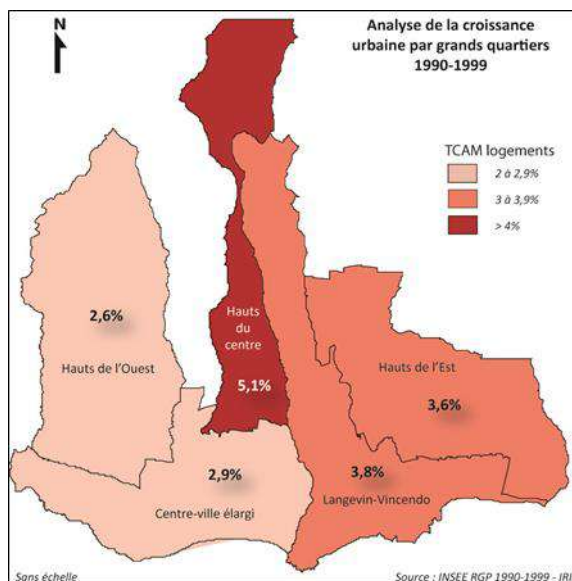 N
Analyse de la croissance
urbaine par grands quartiers
1990-1999
TCAM logements
2 à 2,9%
3 à 3,9%
> 4%
2,6%
Hauts de l'Ouest
Hauts
du
centre
5,1%
Hauts de l'Est
3,6%
2,9%
Centre-ville élargi
3,8%
Langevin-Vincendo
Sans échelle
Source : INSEE RGP 1990-1999 - IRI